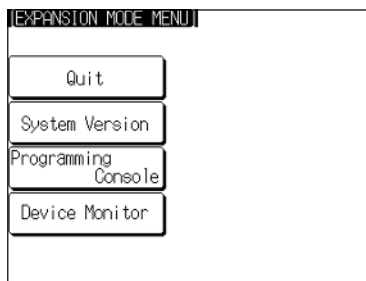 [EXPANSION MODE MENU]
Quit
System Version
Programming
Console
Device Monitor